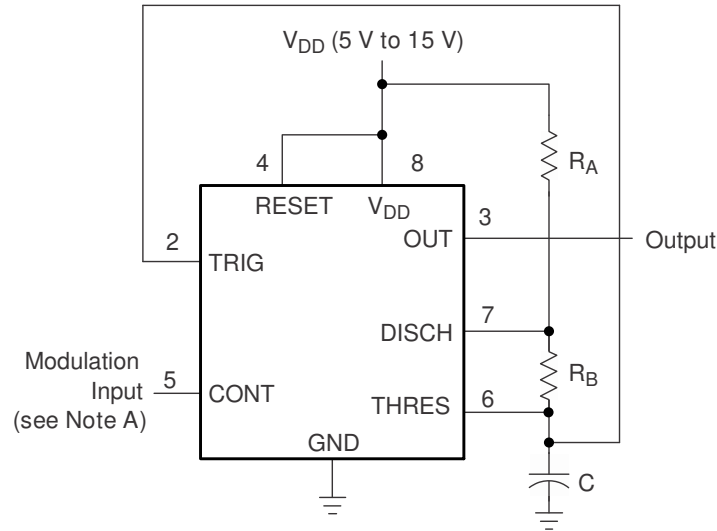 V_DD (5 V to 15 V)
4
8
R_A
RESET
V_DD
3
2
OUT
Output
TRIG
7
DISCH
Modulation
Input
(see Note A)
5
CONT
R_B
6
THRES
GND
C